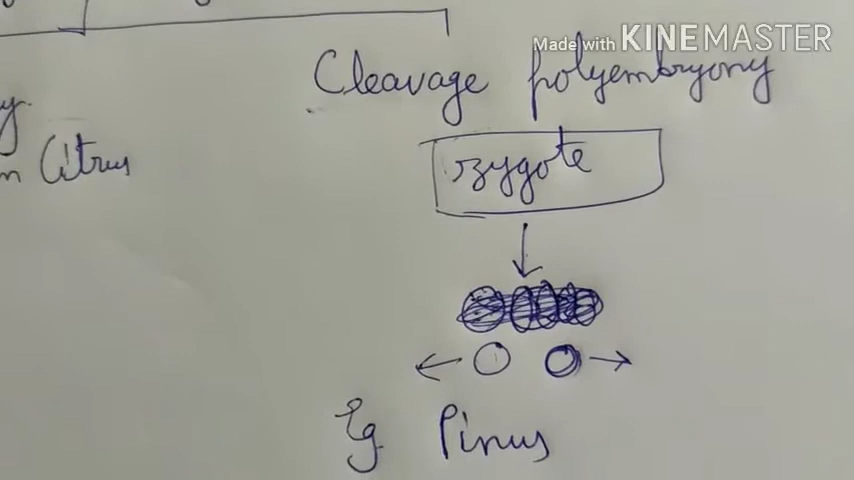 Made with KINEMASTER
Cleavage polyembryony
zygote
n Citrus
Eg Pinus